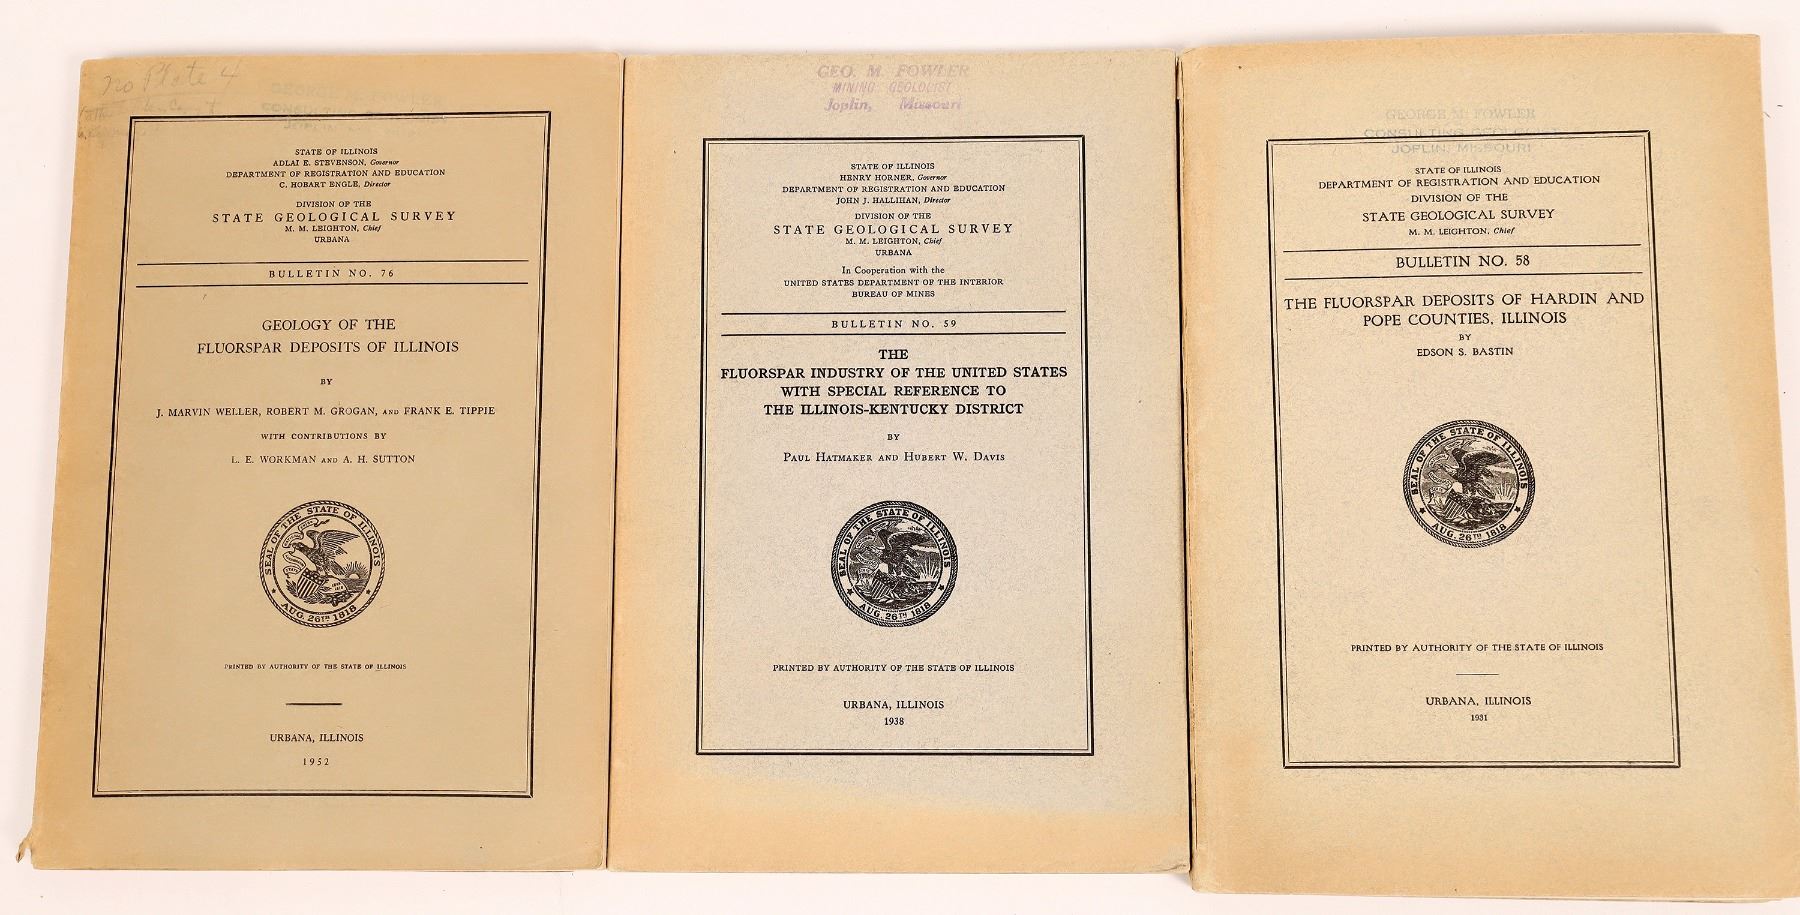 no Plate 4
GEORGE M. FOWLER
CONSULTING GEOLOGIST
STATE OF ILLINOIS
ADLAI E. STEVENSON, Governor
DEPARTMENT OF REGISTRATION AND EDUCATION
C. HOBART ENGLE, Director
DIVISION OF THE
STATE GEOLOGICAL SURVEY
M. M. LEIGHTON, Chief
URBANA
BULLETIN NO. 76
GEOLOGY OF THE
FLUORSPAR DEPOSITS OF ILLINOIS
BY
J. MARVIN WELLER, ROBERT M. GROGAN, AND FRANK E. TIPPIE
WITH CONTRIBUTIONS BY
L. E. WORKMAN AND A. H. SUTTON
SEAL OF THE STATE OF ILLINOIS
AUG. 26TH 1818
PRINTED BY AUTHORITY OF THE STATE OF ILLINOIS
URBANA, ILLINOIS
1952
GEO. M. FOWLER
MINING GEOLOGIST
Joplin, Missouri
STATE OF ILLINOIS
HENRY HORNER, Governor
DEPARTMENT OF REGISTRATION AND EDUCATION
JOHN J. HALLIHAN, Director
DIVISION OF THE
STATE GEOLOGICAL SURVEY
M. M. LEIGHTON, Chief
URBANA
In Cooperation with the
UNITED STATES DEPARTMENT OF THE INTERIOR
BUREAU OF MINES
BULLETIN NO. 59
THE
FLUORSPAR INDUSTRY OF THE UNITED STATES
WITH SPECIAL REFERENCE TO
THE ILLINOIS-KENTUCKY DISTRICT
BY
PAUL HATMAKER AND HUBERT W. DAVIS
SEAL OF THE STATE OF ILLINOIS
AUG. 26TH 1818
PRINTED BY AUTHORITY OF THE STATE OF ILLINOIS
URBANA, ILLINOIS
1938
GEORGE M. FOWLER
CONSULTING GEOLOGIST
JOPLIN, MISSOURI
STATE OF ILLINOIS
DEPARTMENT OF REGISTRATION AND EDUCATION
DIVISION OF THE
STATE GEOLOGICAL SURVEY
M. M. LEIGHTON, Chief
BULLETIN NO. 58
THE FLUORSPAR DEPOSITS OF HARDIN AND
POPE COUNTIES, ILLINOIS
BY
EDSON S. BASTIN
SEAL OF THE STATE OF ILLINOIS
AUG. 26TH 1818
PRINTED BY AUTHORITY OF THE STATE OF ILLINOIS
URBANA, ILLINOIS
1931